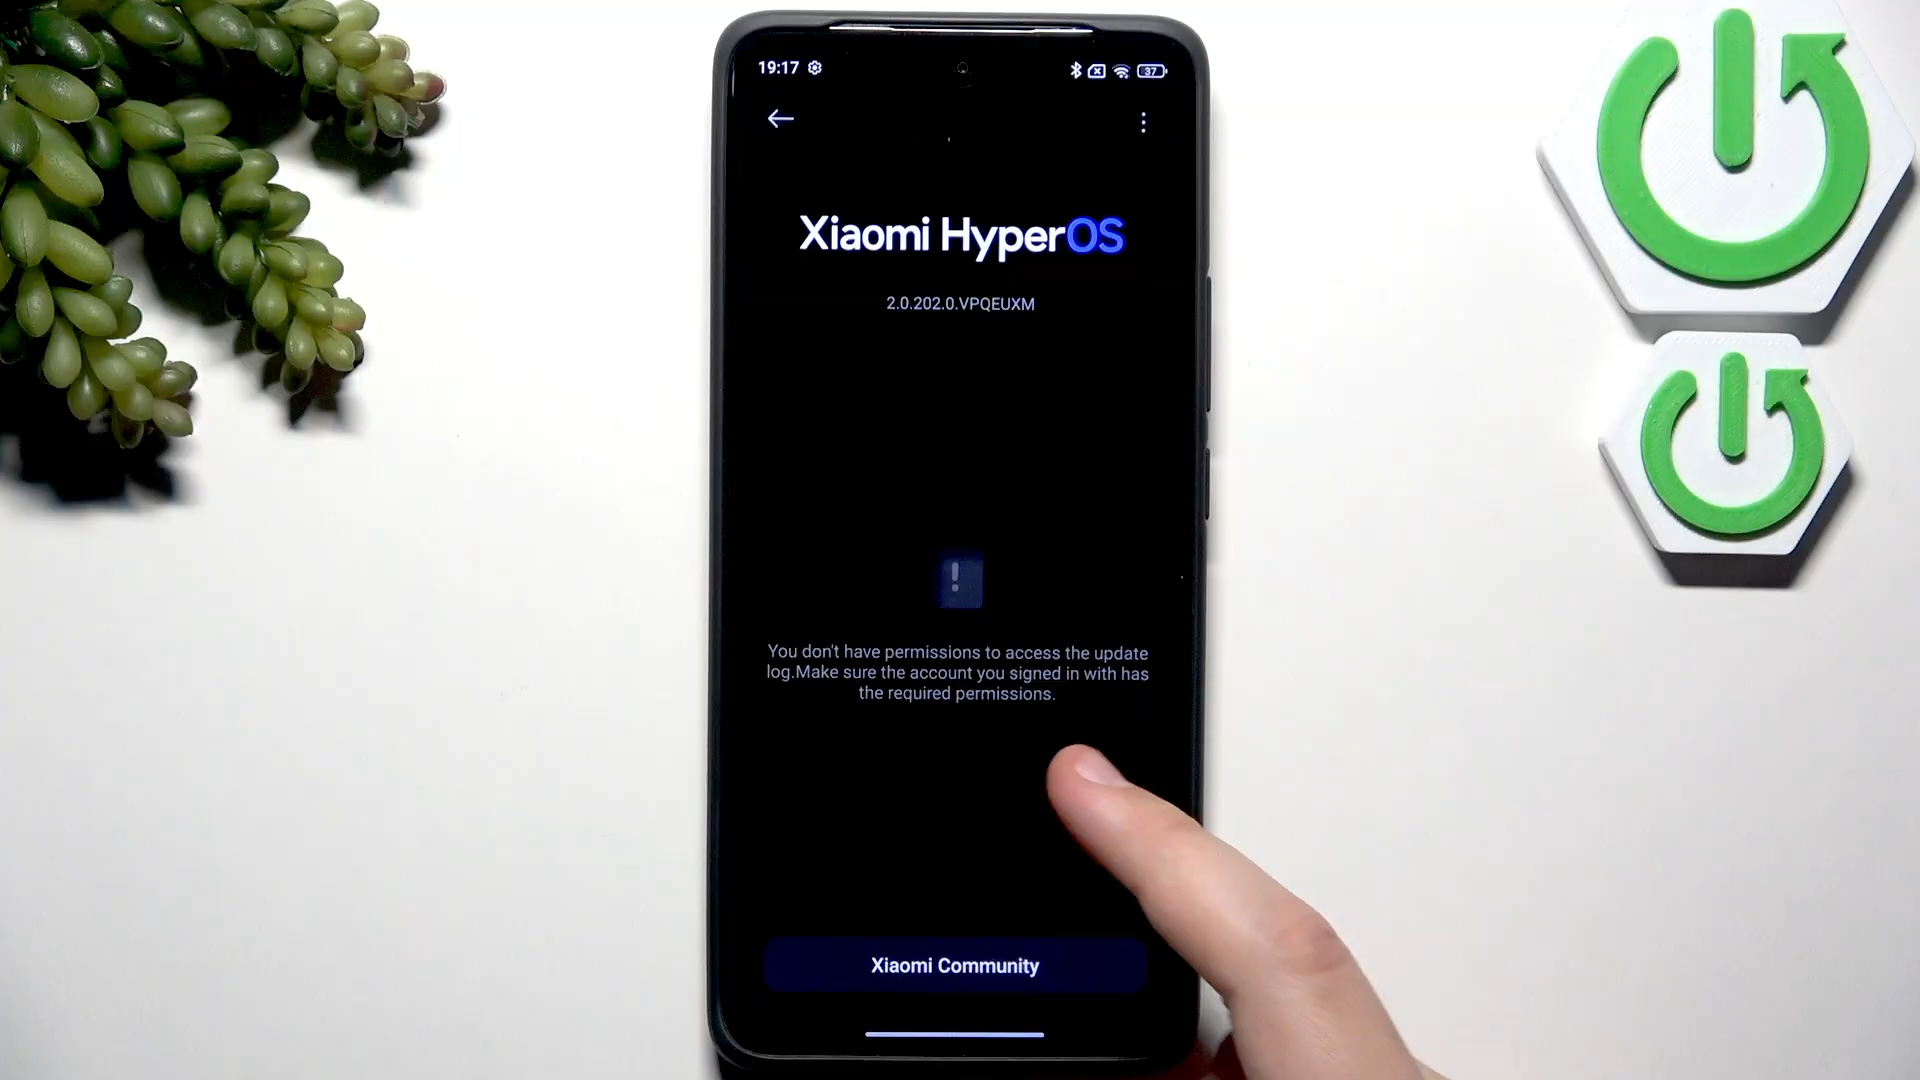 19:17
37
Xiaomi HyperOS
2.0.202.0.VPQEUXM
!
You don't have permissions to access the update
log.Make sure the account you signed in with has
the required permissions.
Xiaomi Community